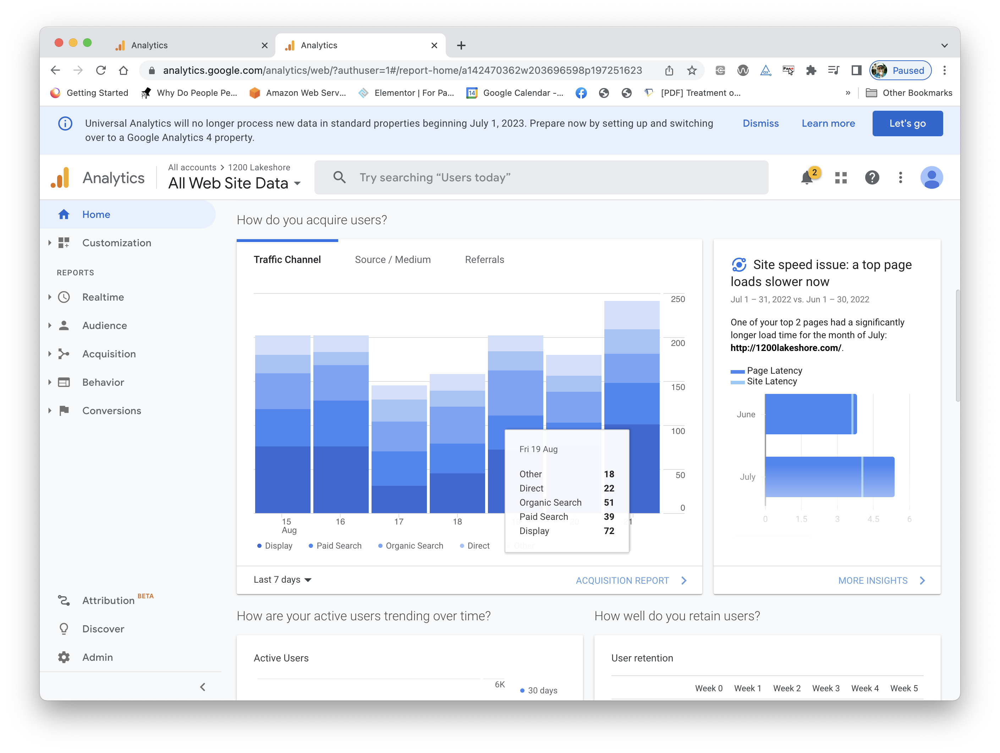 Analytics
Analytics
analytics.google.com/analytics/web/?authuser=1#/report-home/a142470362w203696598p197251623
Paused
Getting Started
Why Do People Pe...
Amazon Web Serv...
Elementor | For Pa...
14
Google Calendar -...
[PDF] Treatment o...
»
Other Bookmarks
Universal Analytics will no longer process new data in standard properties beginning July 1, 2023. Prepare now by setting up and switching
over to a Google Analytics 4 property.
Dismiss
Learn more
Let's go
Analytics
All accounts > 1200 Lakeshore
All Web Site Data
Try searching “Users today”
2
Home
Customization
REPORTS
Realtime
Audience
Acquisition
Behavior
Conversions
Attribution BETA
Discover
Admin
How do you acquire users?
Traffic Channel
Source / Medium
Referrals
250
200
150
100
50
0
15
Aug
16
17
18
19
20
21
Fri 19 Aug
Other 18
Direct 22
Organic Search 51
Paid Search 39
Display 72
Display
Paid Search
Organic Search
Direct
Other
Last 7 days
ACQUISITION REPORT
Site speed issue: a top page
loads slower now
Jul 1 – 31, 2022 vs. Jun 1 – 30, 2022
One of your top 2 pages had a significantly
longer load time for the month of July:
http://1200lakeshore.com/.
Page Latency
Site Latency
June
July
0 1.5 3 4.5 6
MORE INSIGHTS
How are your active users trending over time?
Active Users
6K
30 days
How well do you retain users?
User retention
Week 0 Week 1 Week 2 Week 3 Week 4 Week 5